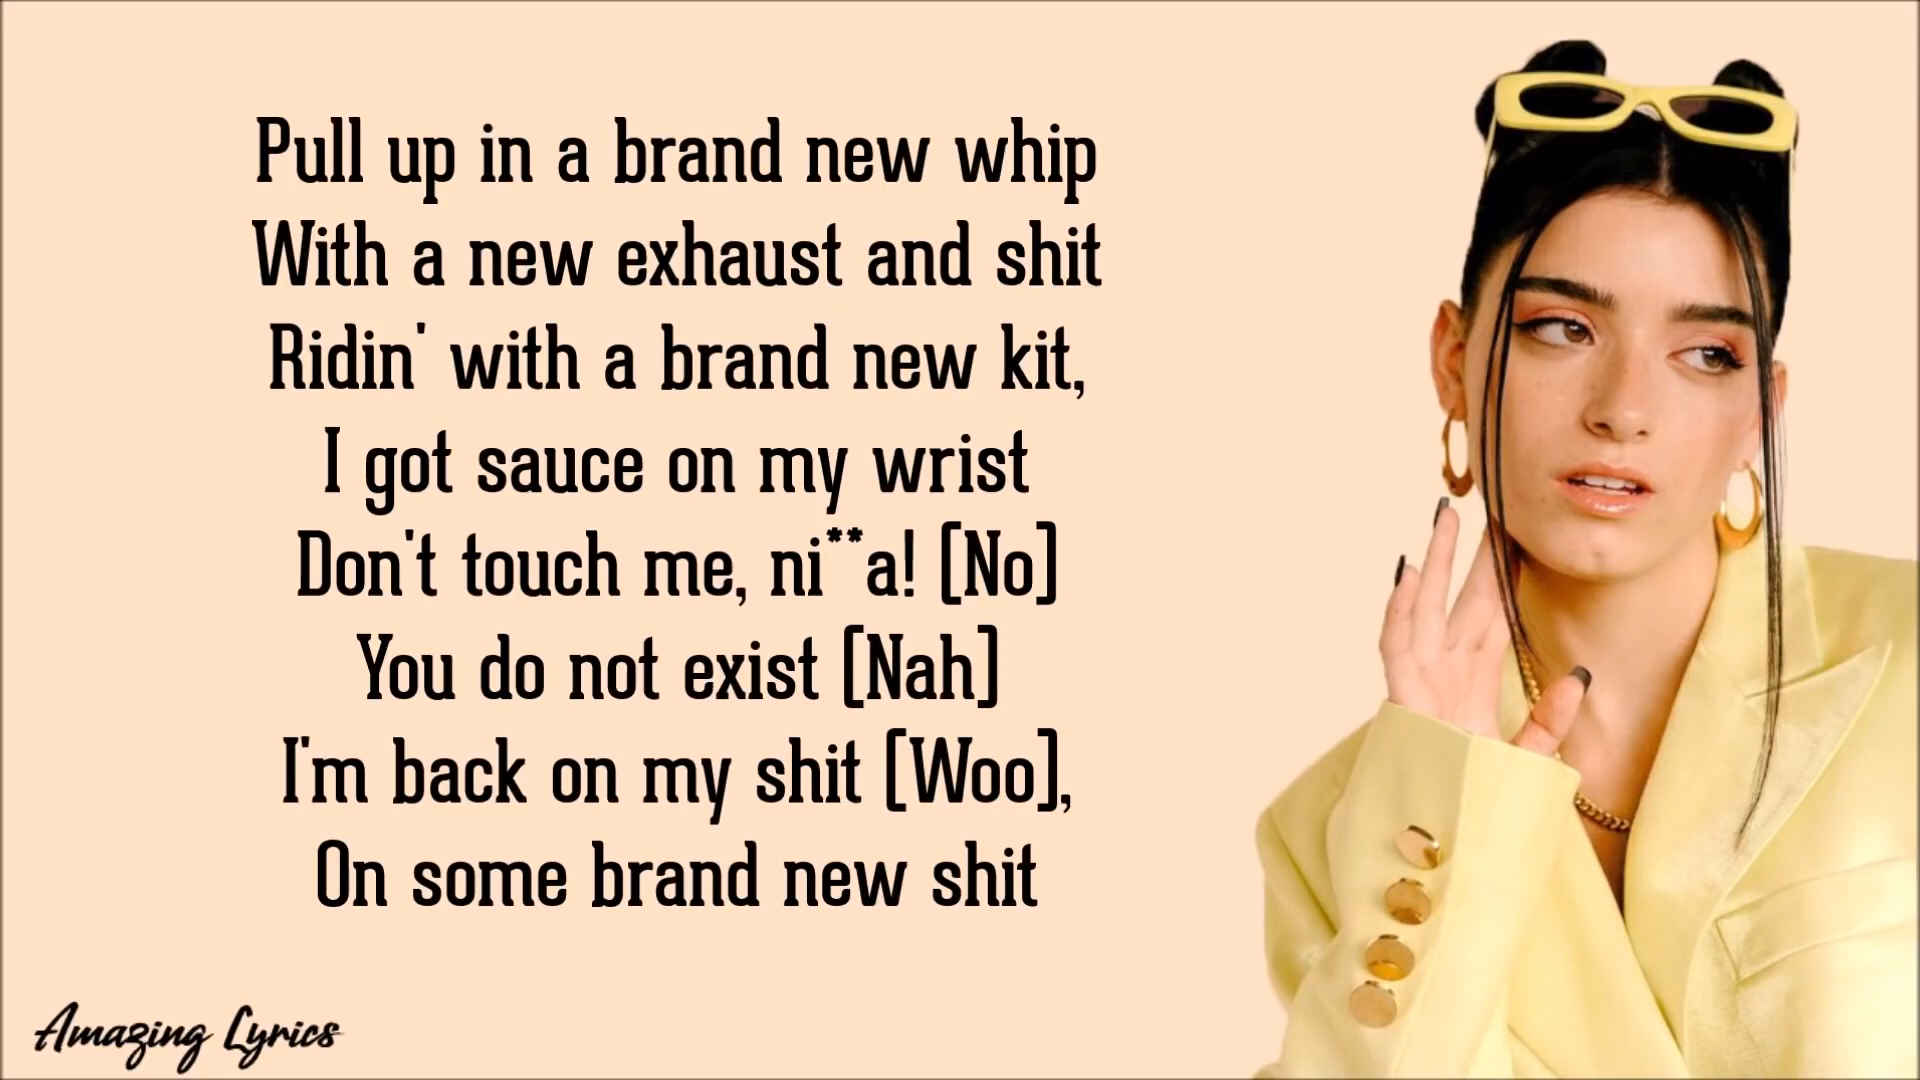 Pull up in a brand new whip
With a new exhaust and shit
Ridin' with a brand new kit,
I got sauce on my wrist
Don't touch me, ni**a! [No]
You do not exist [Nah]
I'm back on my shit [Woo],
On some brand new shit
Amazing Lyrics